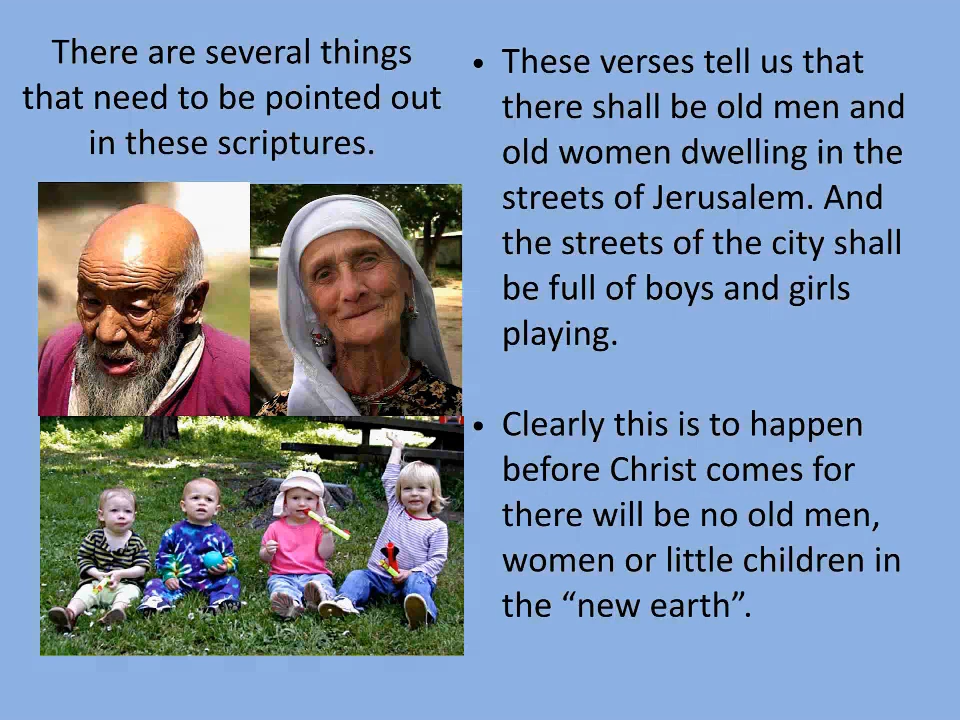 There are several things
that need to be pointed out
in these scriptures.
• These verses tell us that
there shall be old men and
old women dwelling in the
streets of Jerusalem. And
the streets of the city shall
be full of boys and girls
playing.
• Clearly this is to happen
before Christ comes for
there will be no old men,
women or little children in
the “new earth”.